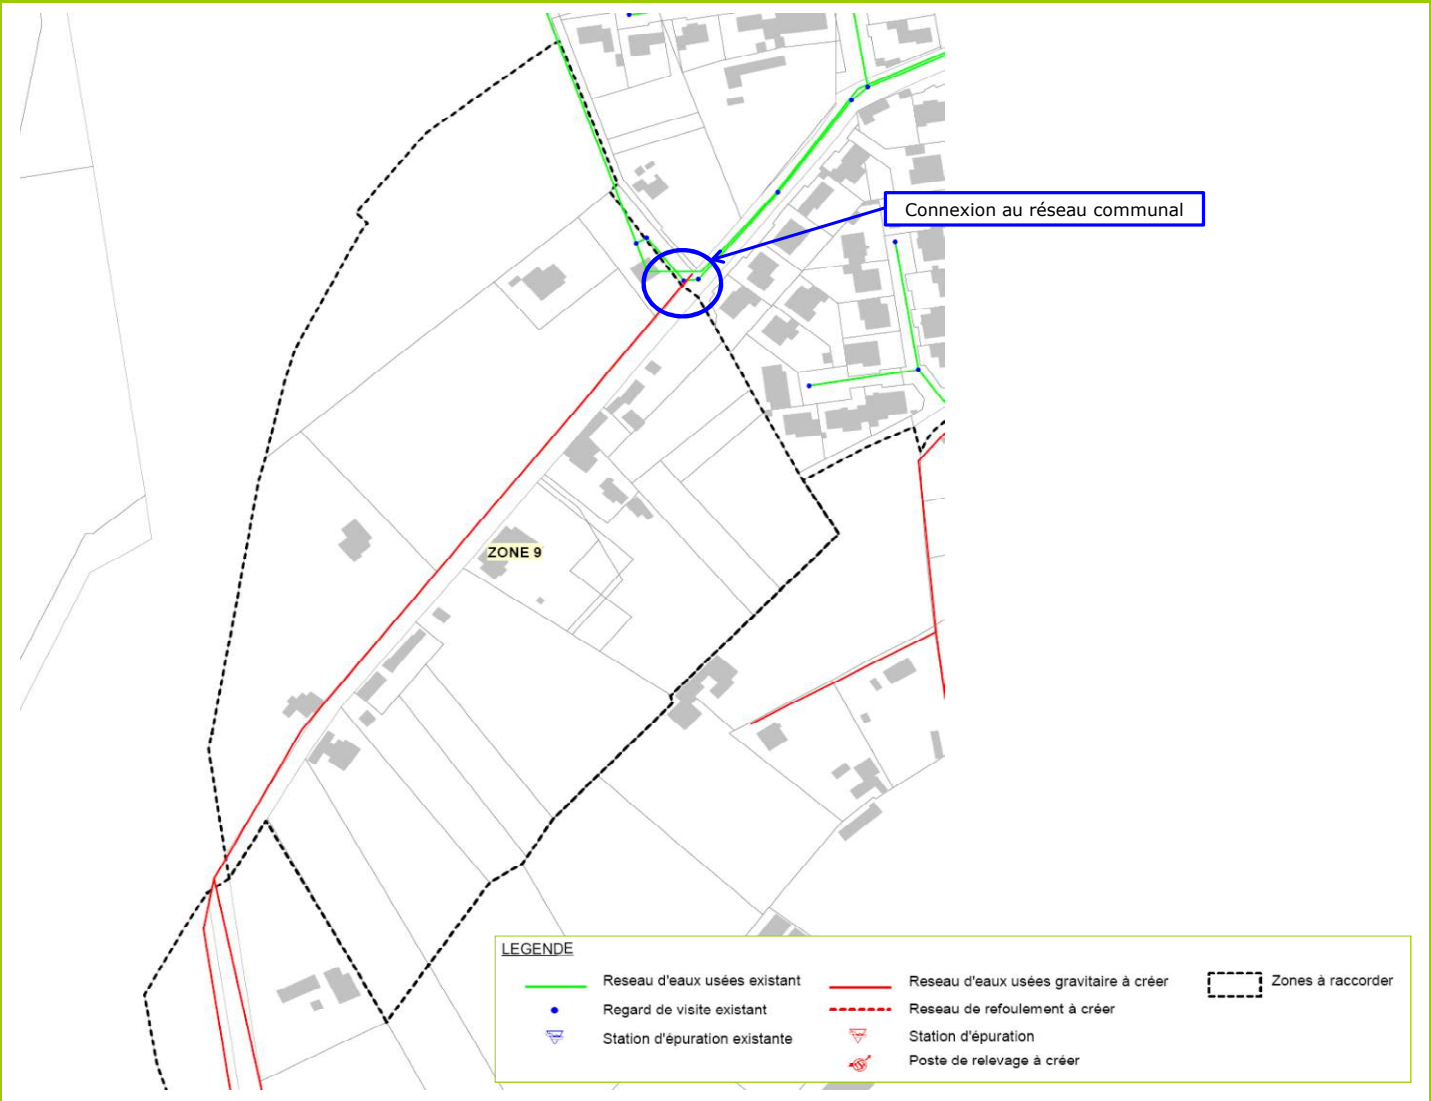 Connexion au réseau communal
ZONE 9
LEGENDE
Reseau d'eaux usées existant
Regard de visite existant
Station d'épuration existante
Reseau d'eaux usées gravitaire à créer
Reseau de refoulement à créer
Station d'épuration
Poste de relevage à créer
Zones à raccorder